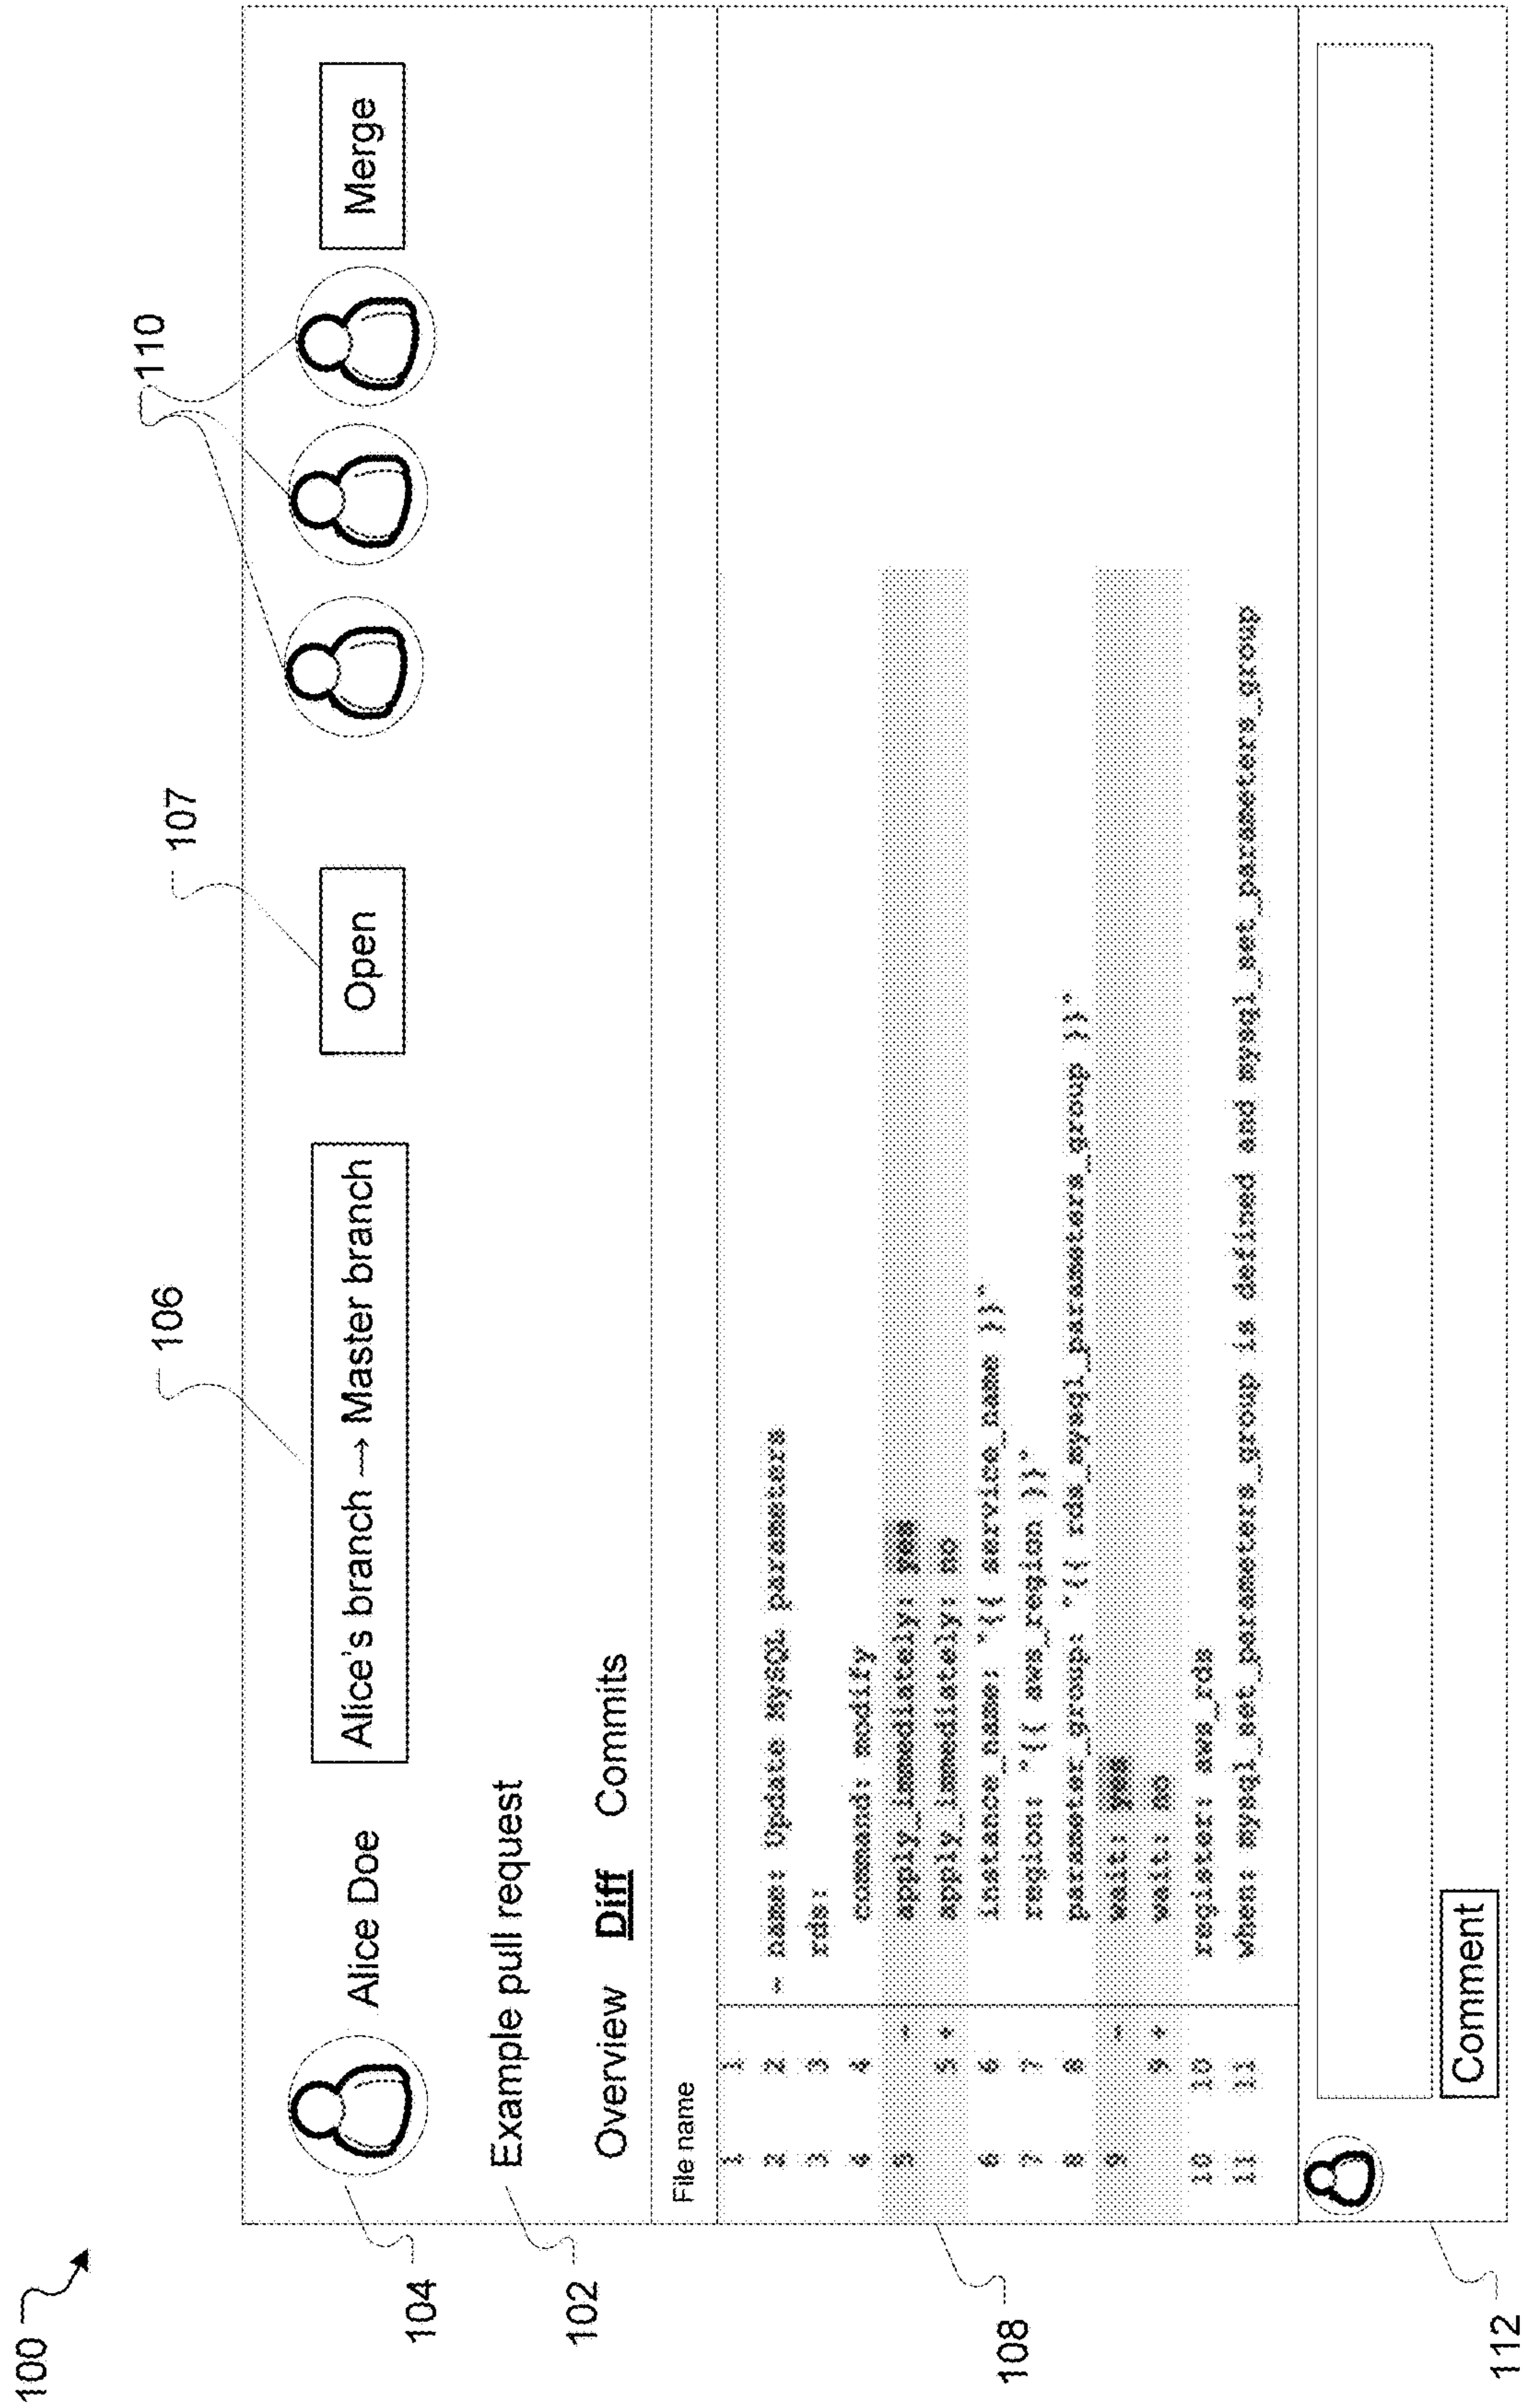 100
110
107
106
104
Alice Doe
Alice's branch → Master branch
Open
Merge
102
Example pull request
Overview Diff Commits
File name
1 1
2 2 - name: Update MySQL parameters
3 3 rds:
4 4 command: modify
5 - apply_immediately: yes
5 + apply_immediately: no
6 6 instance_name: "{{ service_name }}"
7 7 region: "{{ aws_region }}"
8 8 parameter_group: "{{ rds_mysql_parameters_group }}"
9 - wait: yes
9 + wait: no
10 10 register: aws_rds
11 11 when: mysql_set_parameters_group is defined and mysql_set_parameters_group
108
Comment
112